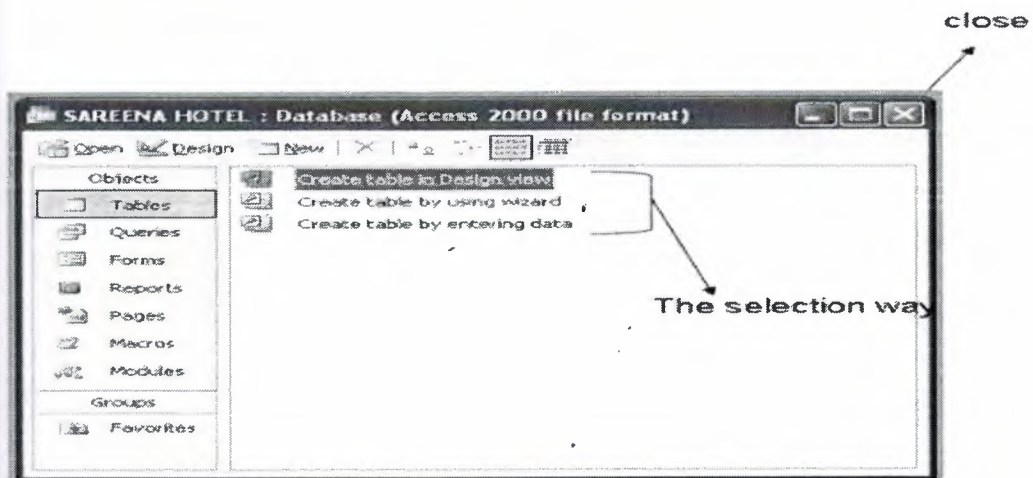 close
SAREENA HOTEL : Database (Access 2000 file format)
Open Design New
Objects
Tables
Queries
Forms
Reports
Pages
Macros
Modules
Groups
Favorites
Create table in Design view
Create table by using wizard
Create table by entering data
The selection way